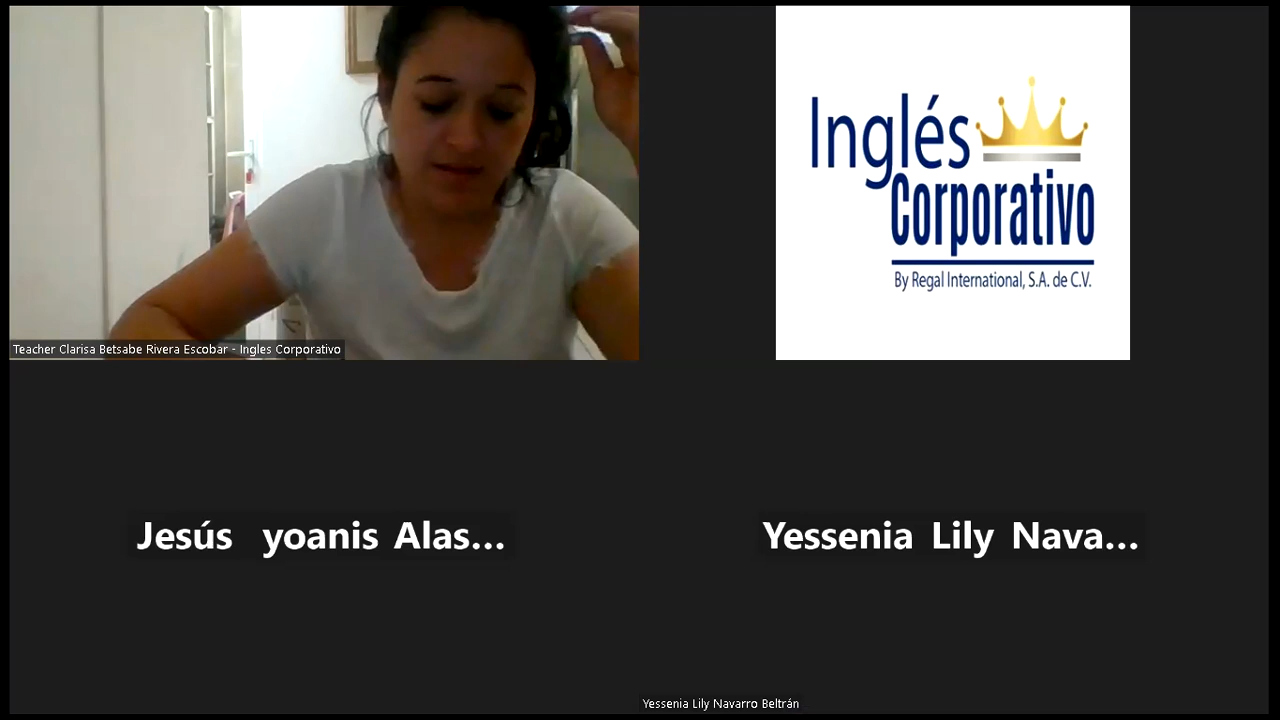 Teacher Clarisa Betsabe Rivera Escobar - Ingles Corporativo
Inglés
Corporativo
By Regal International, S.A. de C.V.
Jesús yoanis Alas...
Yessenia Lily Nava...
Yessenia Lily Navarro Beltrán